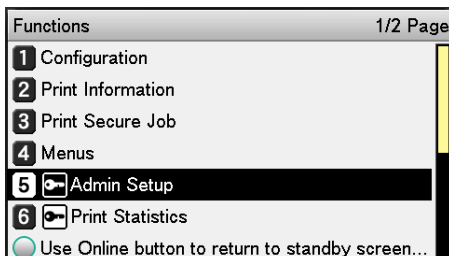 Functions 1/2 Page
1 Configuration
2 Print Information
3 Print Secure Job
4 Menus
5 Admin Setup
6 Print Statistics
Use Online button to return to standby screen...